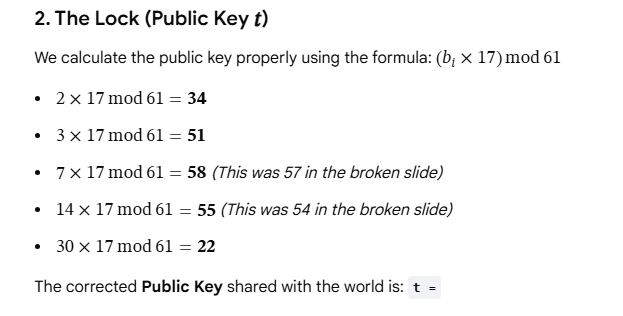 2. The Lock (Public Key t)
We calculate the public key properly using the formula: (bᵢ × 17) mod 61
• 2 × 17 mod 61 = 34
• 3 × 17 mod 61 = 51
• 7 × 17 mod 61 = 58 (This was 57 in the broken slide)
• 14 × 17 mod 61 = 55 (This was 54 in the broken slide)
• 30 × 17 mod 61 = 22
The corrected Public Key shared with the world is: t =